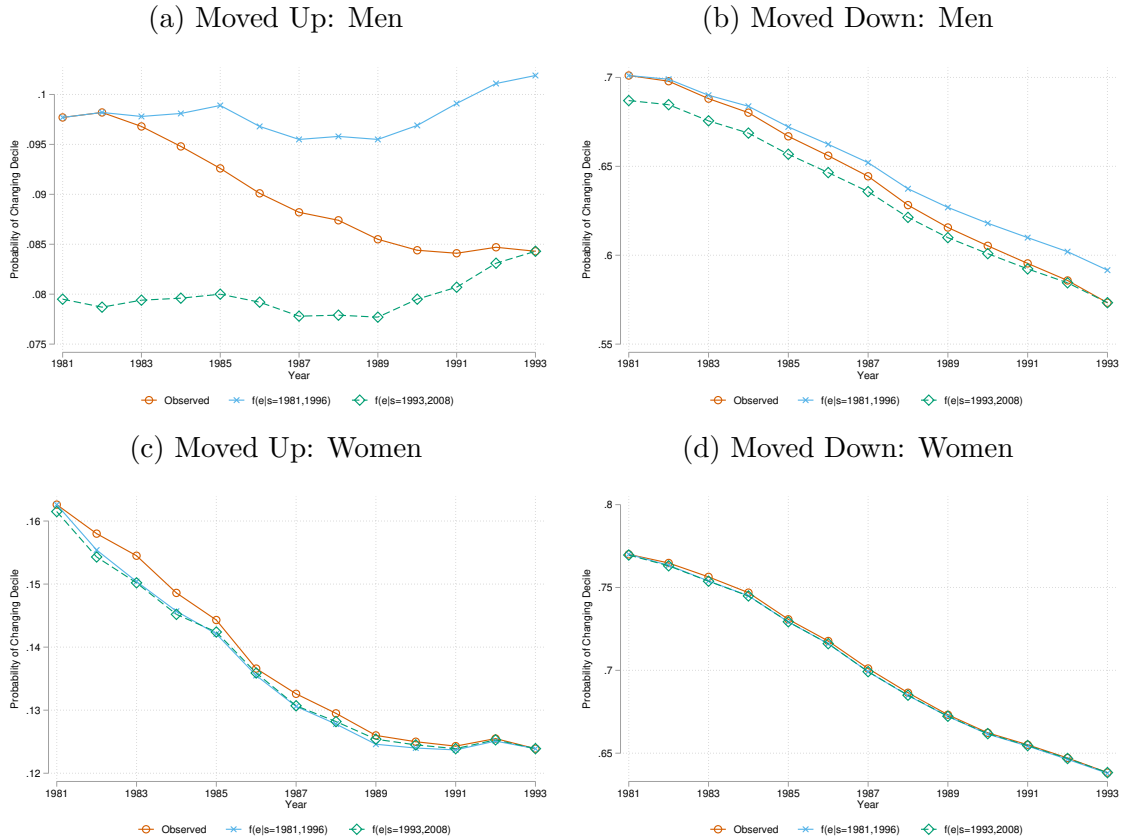 (a) Moved Up: Men
Probability of Changing Decile
.1
.095
.09
.085
.08
.075
1981 1983 1985 1987 1989 1991 1993
Year
Observed f(e|s=1981,1996) f(e|s=1993,2008)
(b) Moved Down: Men
Probability of Changing Decile
.7
.65
.6
.55
1981 1983 1985 1987 1989 1991 1993
Year
Observed f(e|s=1981,1996) f(e|s=1993,2008)
(c) Moved Up: Women
Probability of Changing Decile
.16
.15
.14
.13
.12
1981 1983 1985 1987 1989 1991 1993
Year
Observed f(e|s=1981,1996) f(e|s=1993,2008)
(d) Moved Down: Women
Probability of Changing Decile
.8
.75
.7
.65
1981 1983 1985 1987 1989 1991 1993
Year
Observed f(e|s=1981,1996) f(e|s=1993,2008)